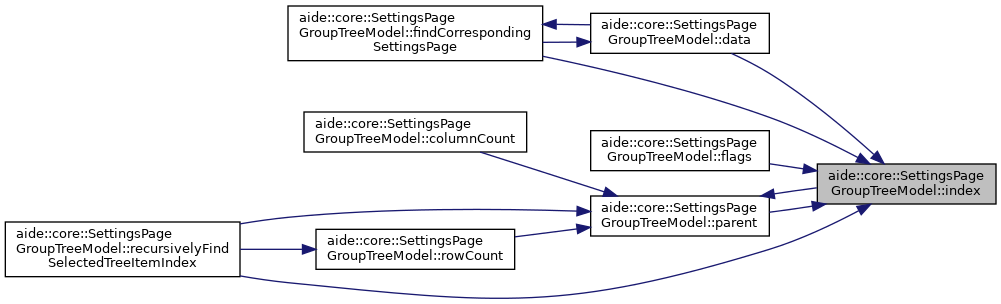 aide::core::SettingsPage
GroupTreeModel::findCorresponding
SettingsPage
aide::core::SettingsPage
GroupTreeModel::data
aide::core::SettingsPage
GroupTreeModel::columnCount
aide::core::SettingsPage
GroupTreeModel::flags
aide::core::SettingsPage
GroupTreeModel::index
aide::core::SettingsPage
GroupTreeModel::parent
aide::core::SettingsPage
GroupTreeModel::recursivelyFind
SelectedTreeItemIndex
aide::core::SettingsPage
GroupTreeModel::rowCount